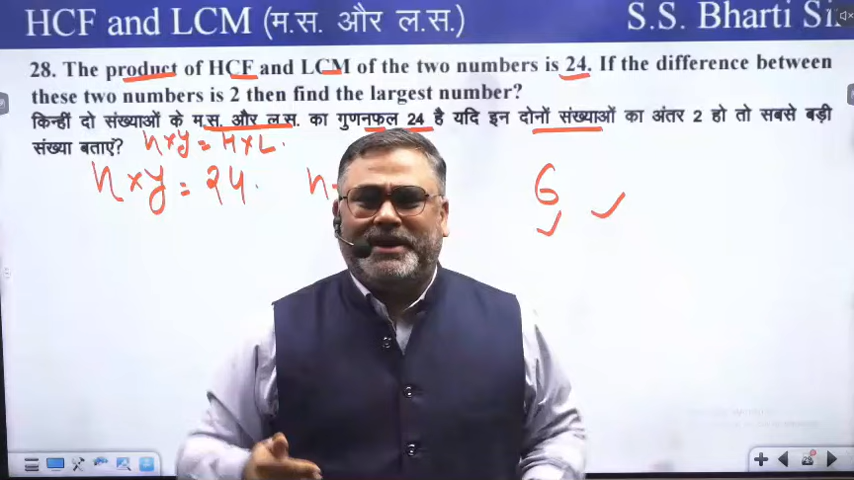 HCF and LCM (म.स. और ल.स.)
S.S. Bharti Si
28. The product of HCF and LCM of the two numbers is 24. If the difference between
these two numbers is 2 then find the largest number?
किन्हीं दो संख्याओं के म.स. और ल.स. का गुणनफल 24 है यदि इन दोनों संख्याओं का अंतर 2 हो तो सबसे बड़ी
संख्या बताएं?
x×y = H×L.
x×y = 24.
6